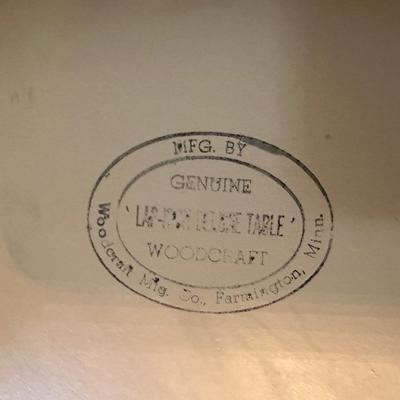 MFG. BY
GENUINE
DELUXE TABLE'
WOODCRAFT
Woodcraft Mfg. Co., Farmington, Minn.